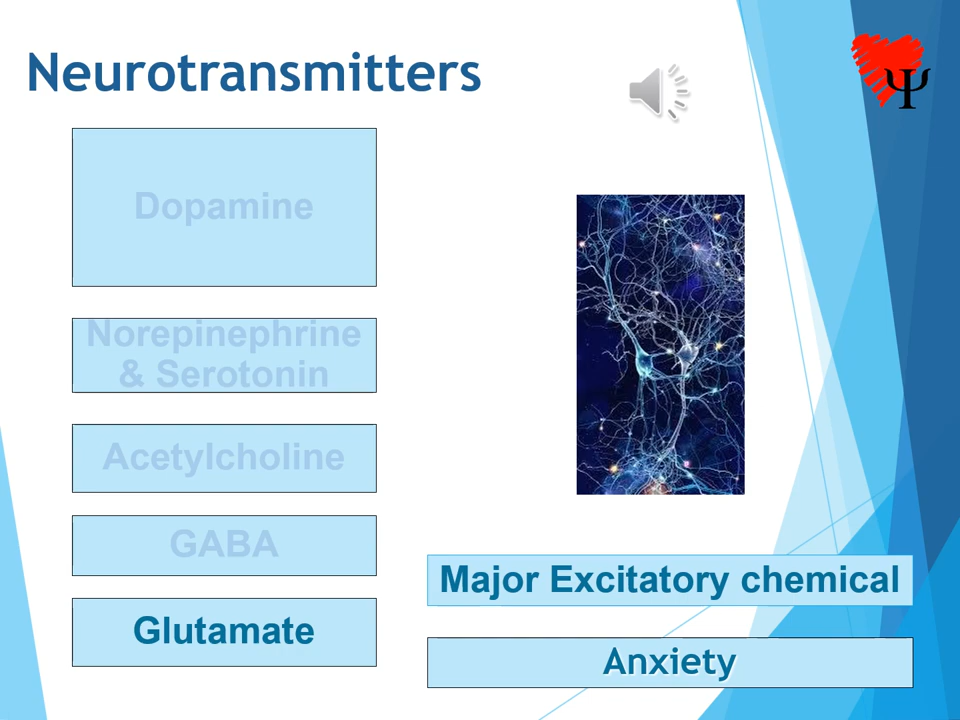 Neurotransmitters
Ψ
Dopamine
Norepinephrine
& Serotonin
Acetylcholine
GABA
Glutamate
Major Excitatory chemical
Anxiety